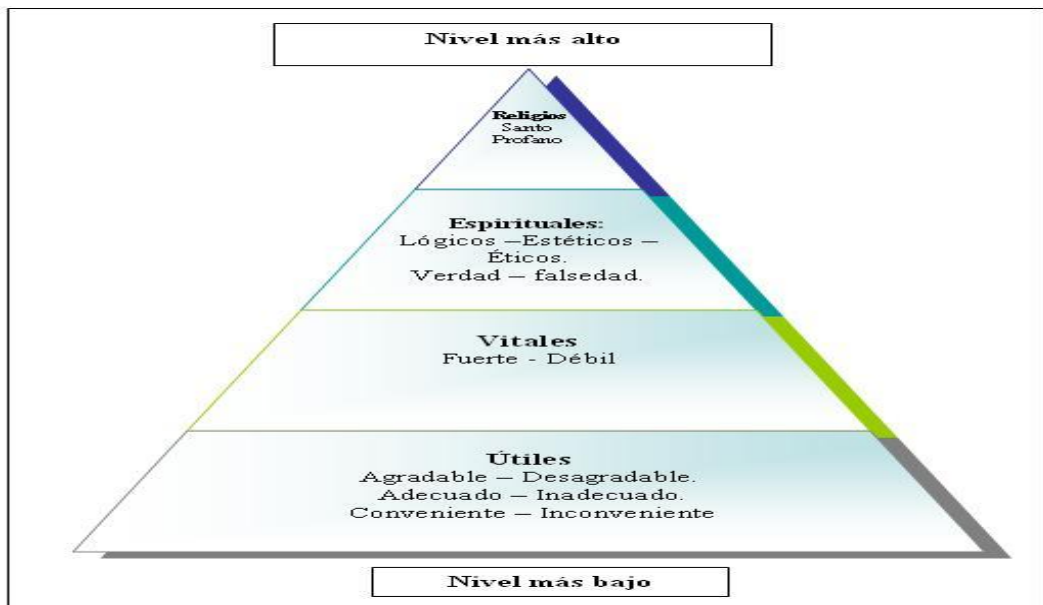 Nivel más alto
Religios
Santo
Profano
Espirituales:
Lógicos –Estéticos –
Éticos.
Verdad – falsedad.
Vitales
Fuerte - Débil
Útiles
Agradable – Desagradable.
Adecuado – Inadecuado.
Conveniente – Inconveniente
Nivel más bajo